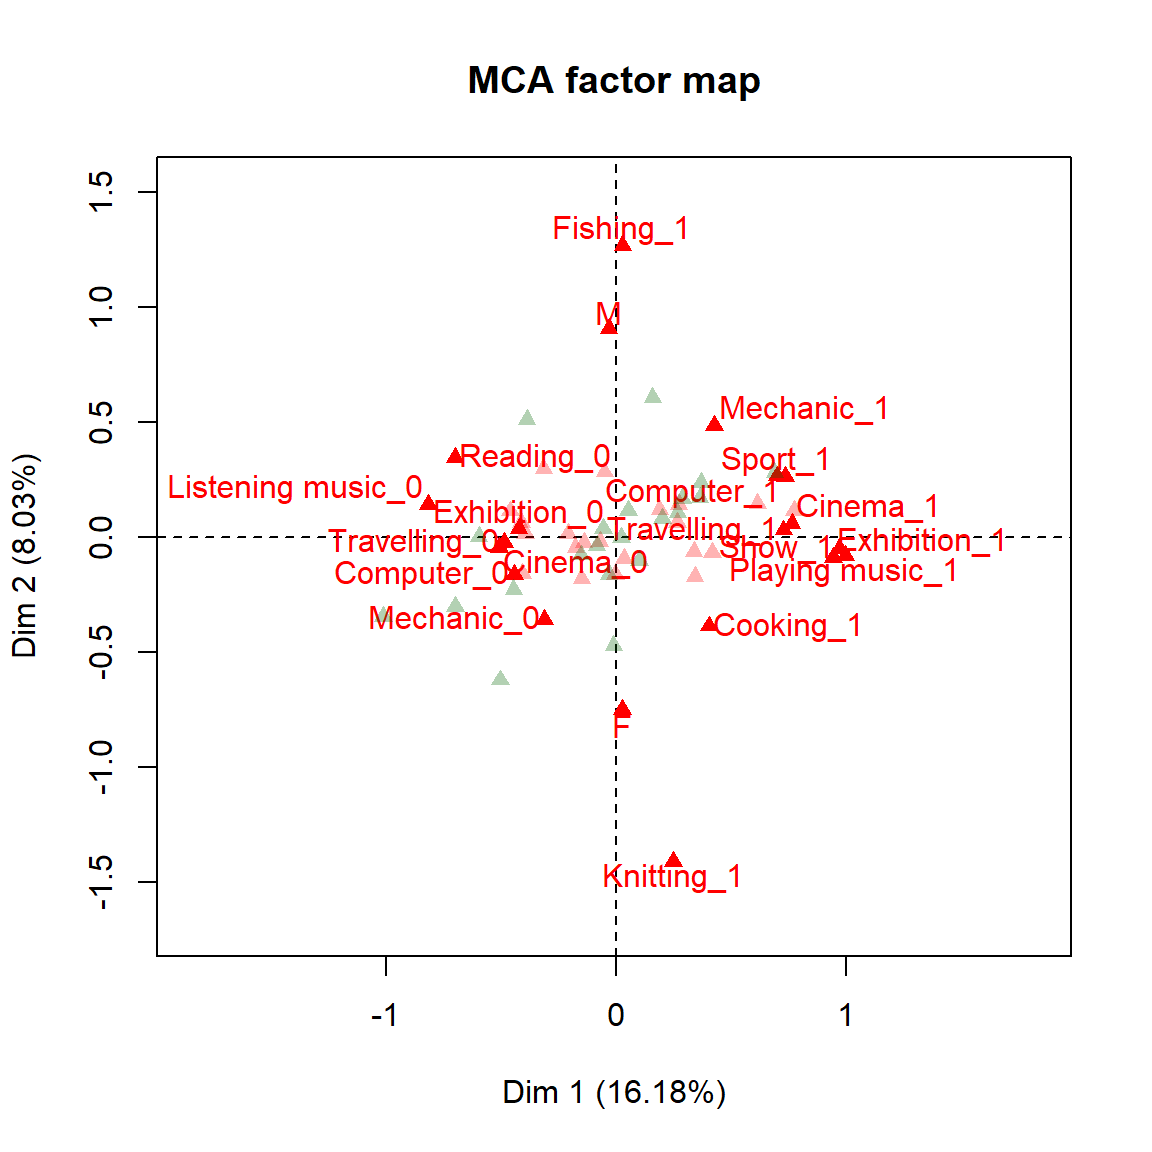 MCA factor map
Dim 2 (8.03%)
1.5
1.0
0.5
0.0
-0.5
-1.0
-1.5
Fishing_1
M
Mechanic_1
Reading_0
Sport_1
Listening music_0
Computer_1
Exhibition_0
Cinema_1
Travelling_1
Travelling_0
Show_1
Exhibition_1
Cinema_0
Computer_0
Playing music_1
Mechanic_0
Cooking_1
F
Knitting_1
-1
0
1
Dim 1 (16.18%)